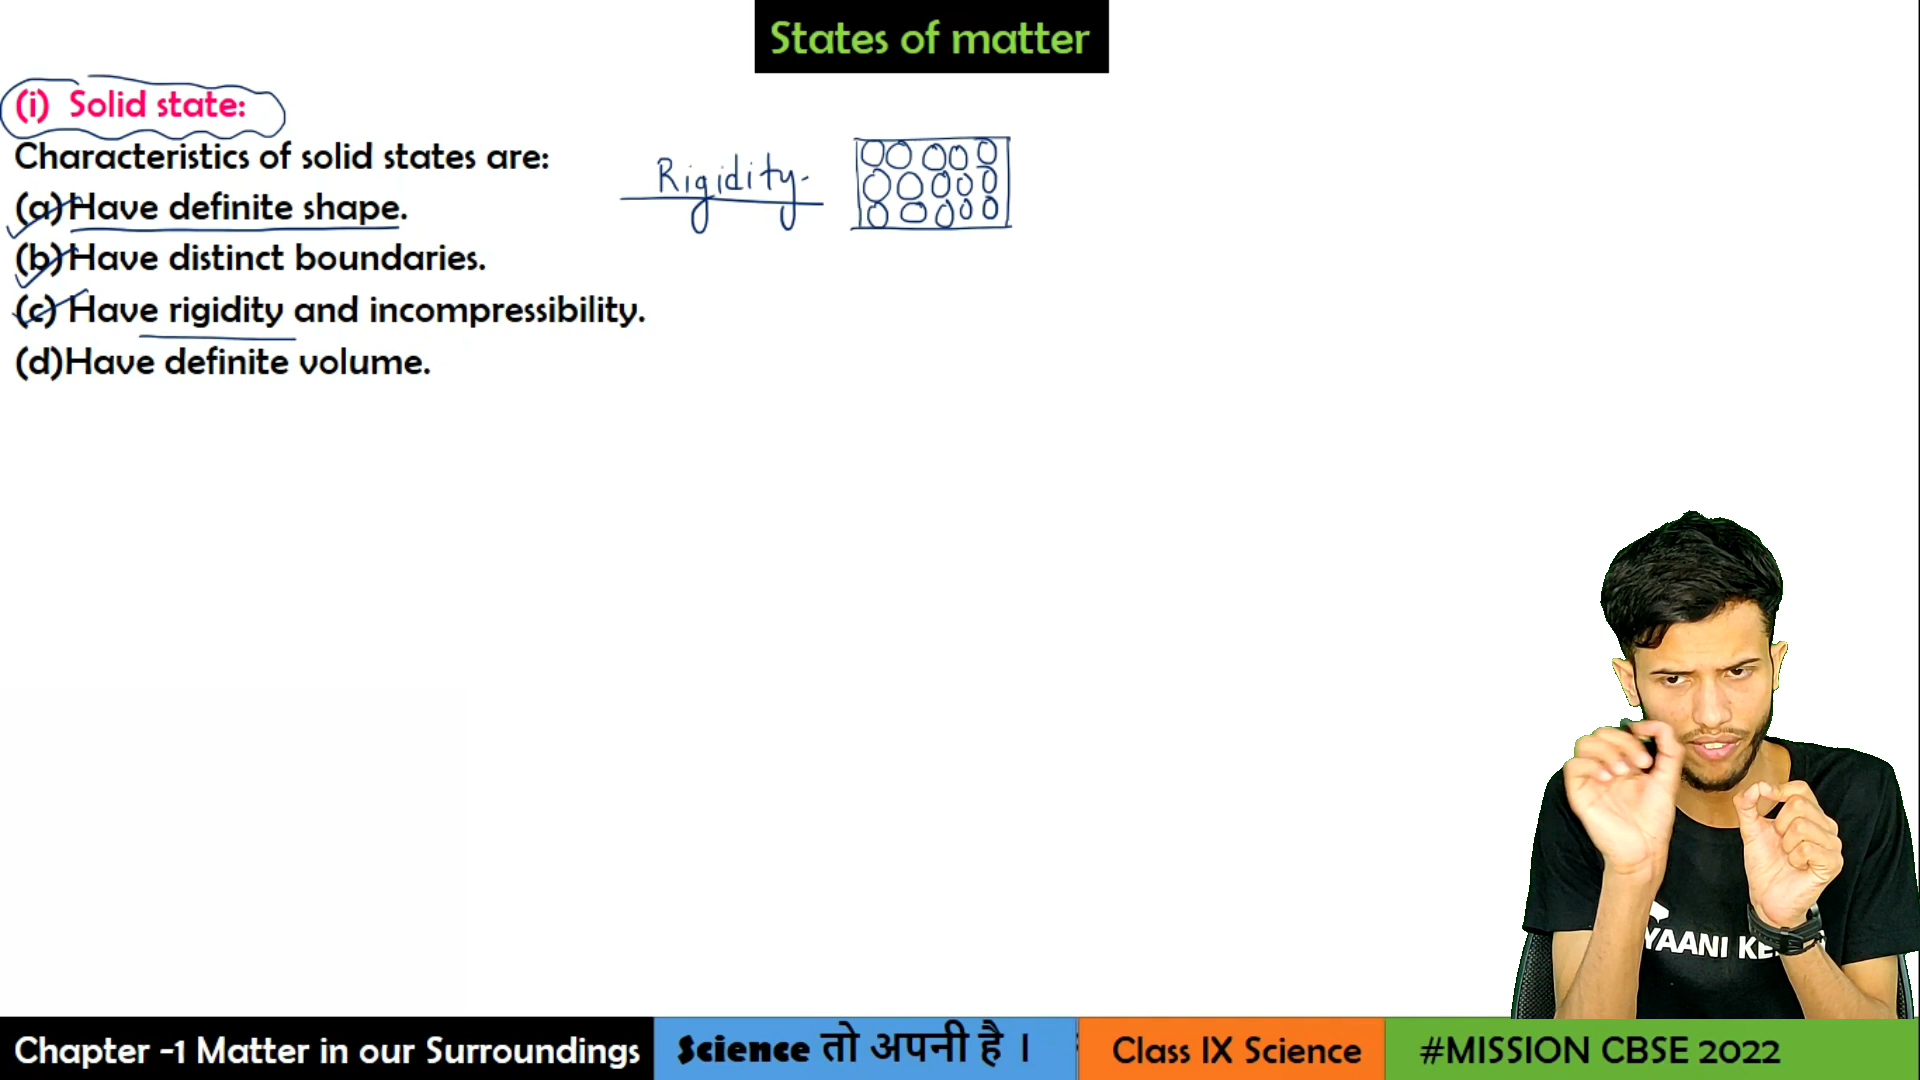 States of matter
(i) Solid state:
Characteristics of solid states are:
(a)Have definite shape.
(b)Have distinct boundaries.
(c) Have rigidity and incompressibility.
(d)Have definite volume.
Rigidity.
YAANI KE
Chapter -1 Matter in our Surroundings
Science तो अपनी है ।
Class IX Science
#MISSION CBSE 2022